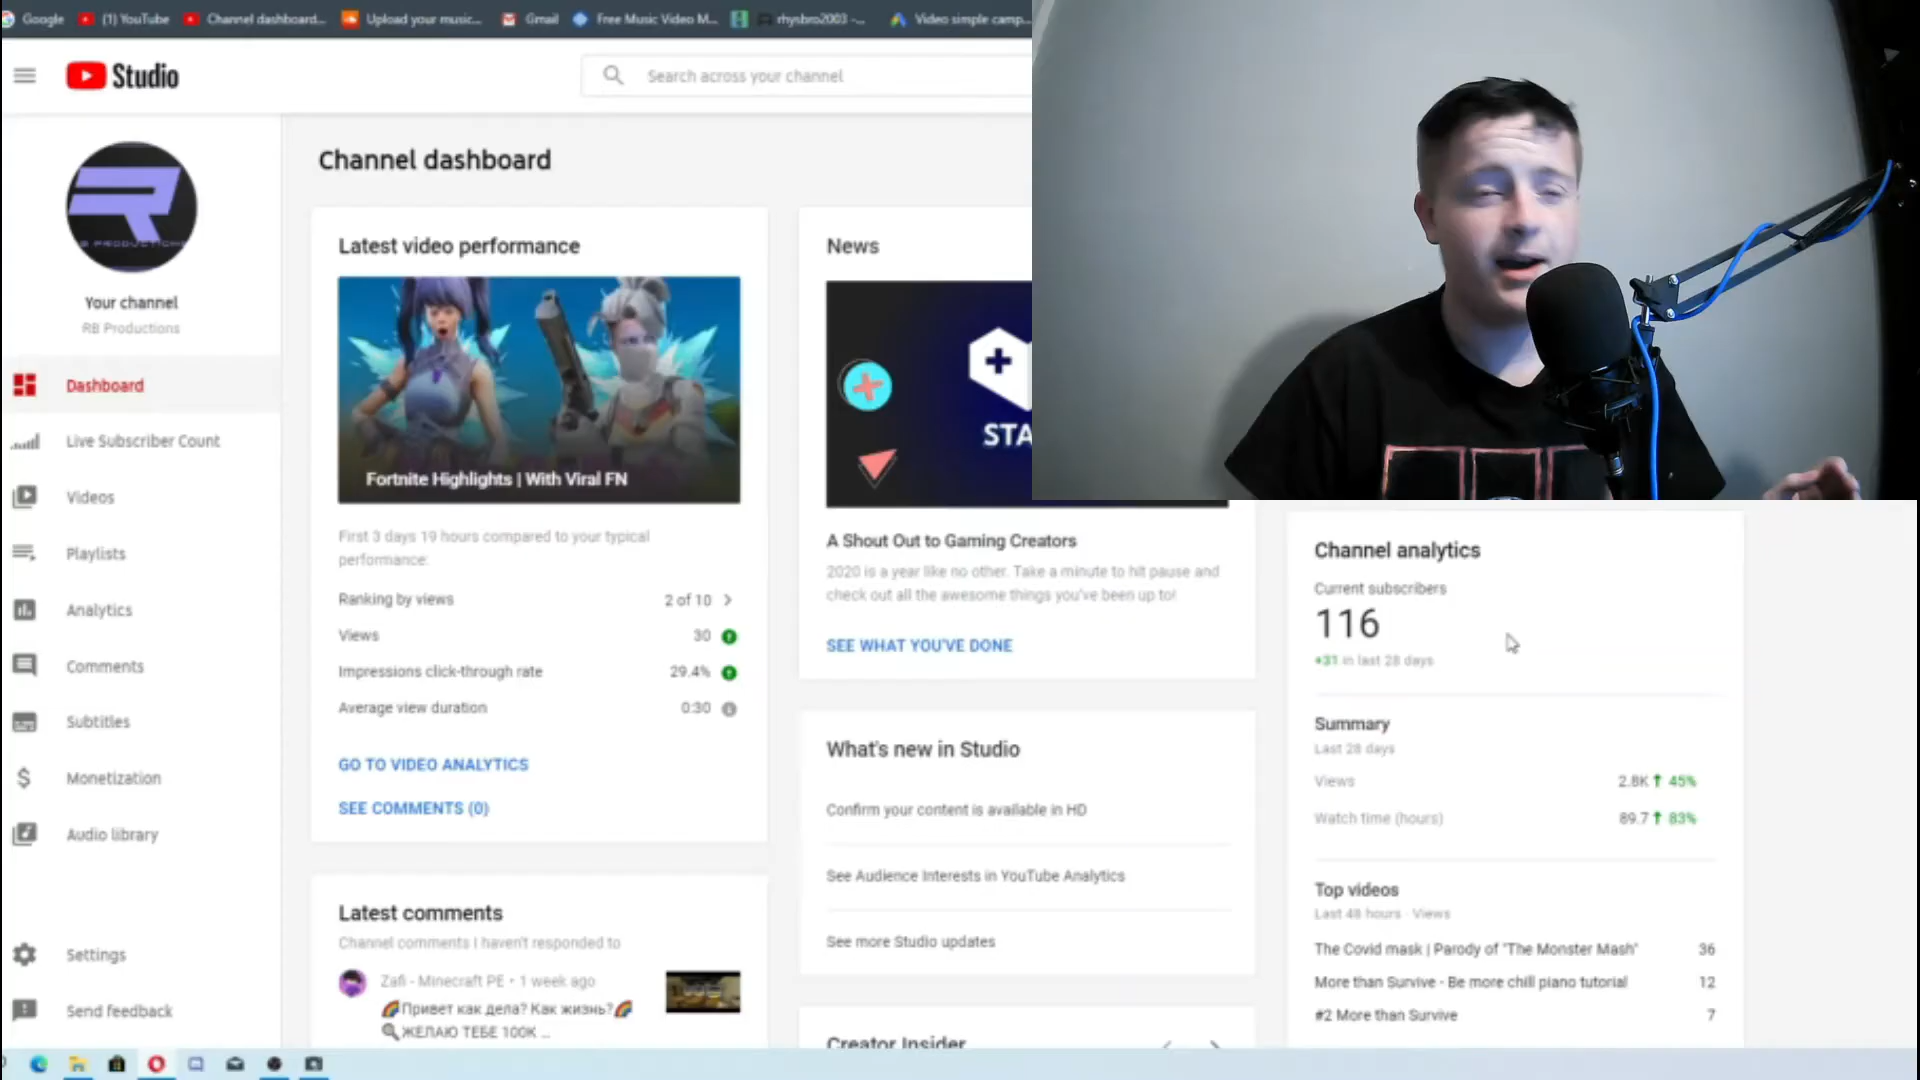 Google
(1) YouTube
Channel dashboard...
Upload your music...
Gmail
Free Music Video M...
rhysbro2003 -...
Video simple camp...
Studio
Search across your channel
Channel dashboard
PRODUCTIONS
Your channel
RB Productions
Dashboard
Live Subscriber Count
Videos
Playlists
Analytics
Comments
Subtitles
Monetization
Audio library
Settings
Send feedback
Latest video performance
Fortnite Highlights | With Viral FN
First 3 days 19 hours compared to your typical
performance:
Ranking by views 2 of 10
Views 30
Impressions click-through rate 29.4%
Average view duration 0:30
GO TO VIDEO ANALYTICS
SEE COMMENTS (0)
Latest comments
Channel comments I haven't responded to
Zafi - Minecraft PE • 1 week ago
🌈Привет как дела? Как жизнь?🌈
🔍ЖЕЛАЮ ТЕБЕ 100K ...
News
STA
A Shout Out to Gaming Creators
2020 is a year like no other. Take a minute to hit pause and
check out all the awesome things you've been up to!
SEE WHAT YOU'VE DONE
What's new in Studio
Confirm your content is available in HD
See Audience Interests in YouTube Analytics
See more Studio updates
Creator Insider
Channel analytics
Current subscribers
116
+31 in last 28 days
Summary
Last 28 days
Views 2.8K ↑ 45%
Watch time (hours) 89.7 ↑ 83%
Top videos
Last 48 hours · Views
The Covid mask | Parody of "The Monster Mash" 36
More than Survive - Be more chill piano tutorial 12
#2 More than Survive 7